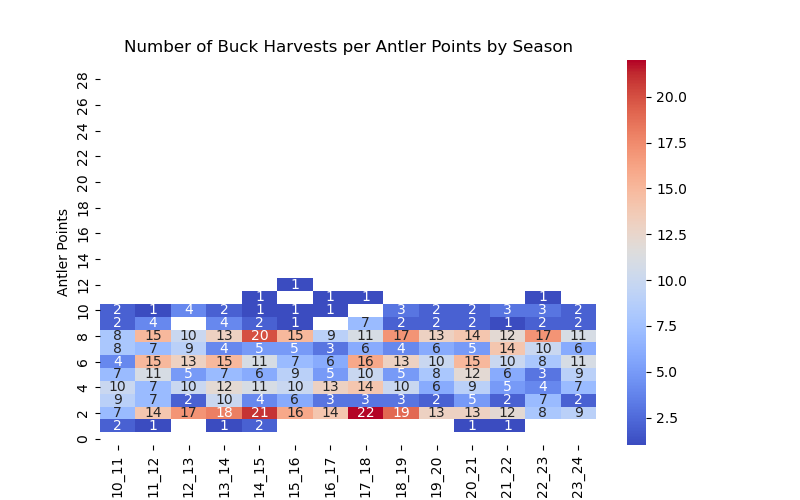 Number of Buck Harvests per Antler Points by Season
Antler Points
28
26
24
22
20
18
16
14
12 1
1 1 1 1
10 2 1 4 2 1 1 1 3 2 2 3 3 2
2 4 4 2 1 7 2 2 2 1 2 2
8 8 15 10 13 20 15 9 11 17 13 14 12 17 11
8 7 9 4 5 5 3 6 4 6 5 14 10 6
6 4 15 13 15 11 7 6 16 13 10 15 10 8 11
7 11 5 7 6 9 5 10 5 8 12 6 3 9
4 10 7 10 12 11 10 13 14 10 6 9 5 4 7
9 7 2 10 4 6 3 3 3 2 5 2 7 2
2 7 14 17 18 21 16 14 22 19 13 13 12 8 9
2 1 1 2 1 1
0
10_11 11_12 12_13 13_14 14_15 15_16 16_17 17_18 18_19 19_20 20_21 21_22 22_23 23_24
20.0
17.5
15.0
12.5
10.0
7.5
5.0
2.5